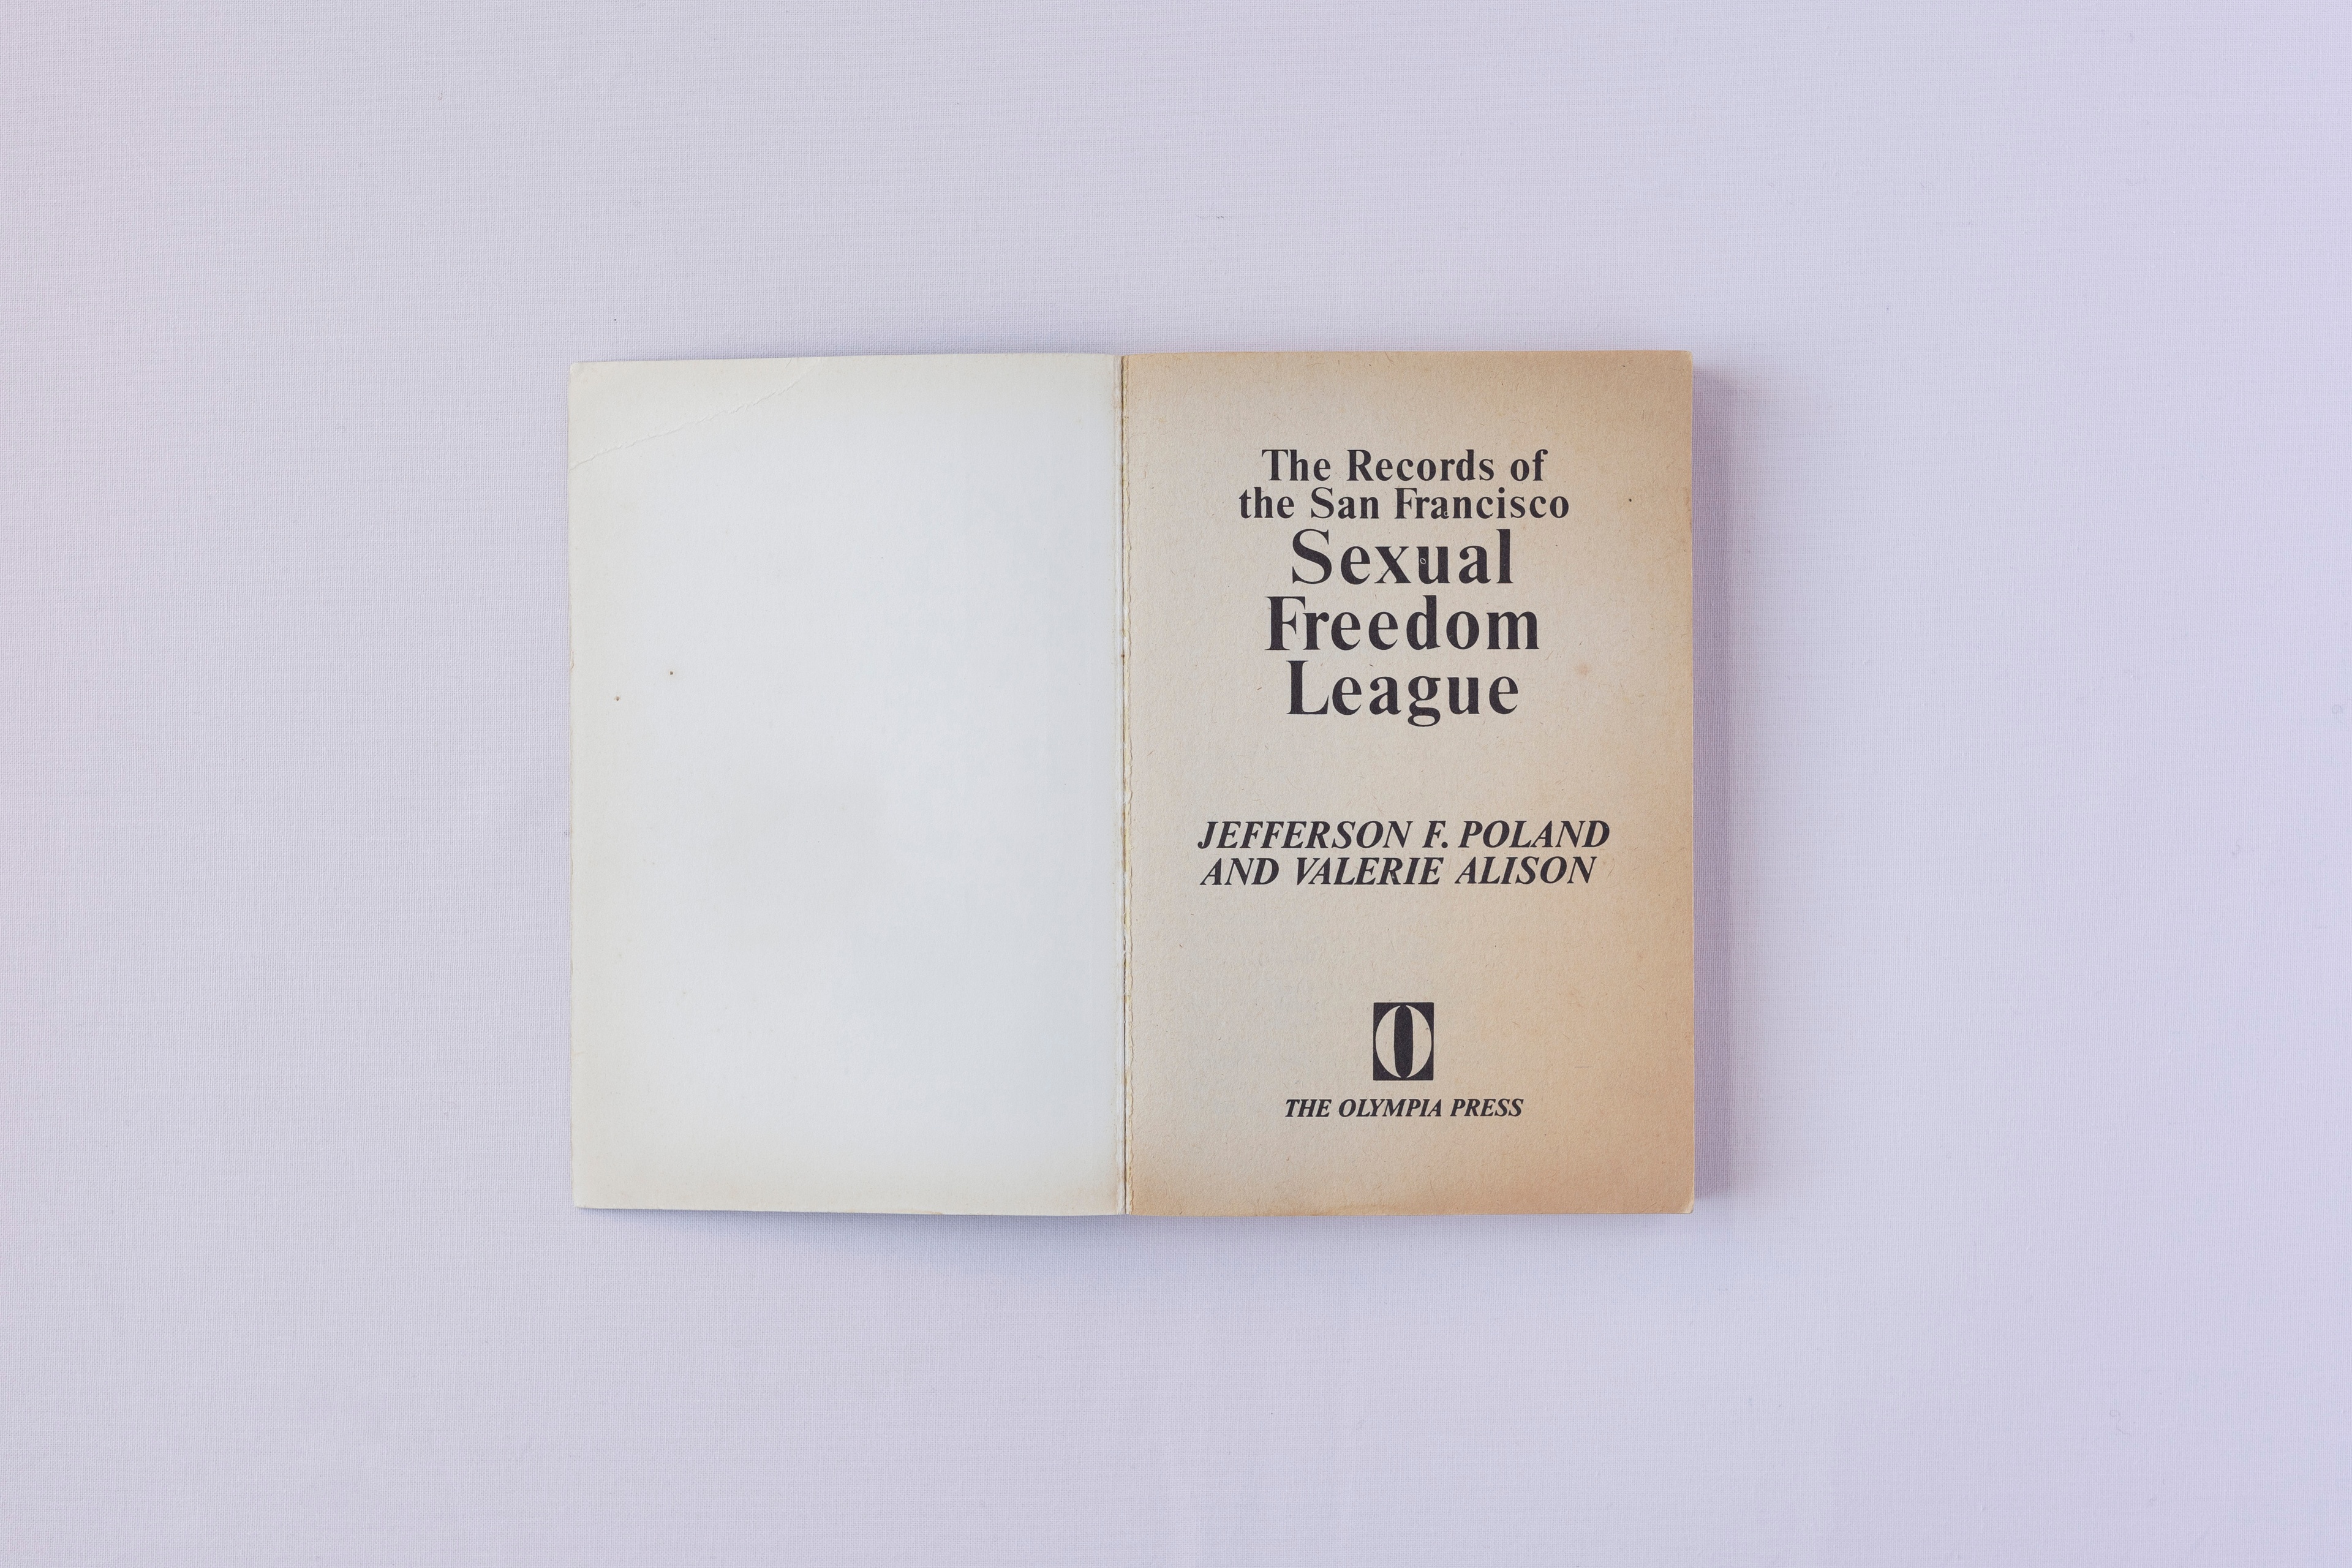 The Records of
the San Francisco
Sexual
Freedom
League
JEFFERSON F. POLAND
AND VALERIE ALISON
O
THE OLYMPIA PRESS